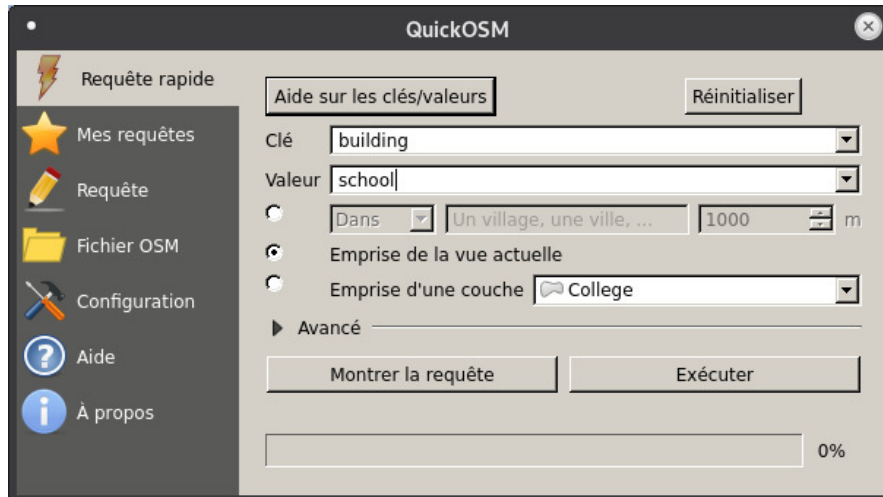 QuickOSM
Requête rapide
Mes requêtes
Requête
Fichier OSM
Configuration
Aide
À propos
Aide sur les clés/valeurs
Réinitialiser
Clé
building
Valeur
school
Dans
Un village, une ville, ...
1000
m
Emprise de la vue actuelle
Emprise d'une couche
College
Avancé
Montrer la requête
Exécuter
0%